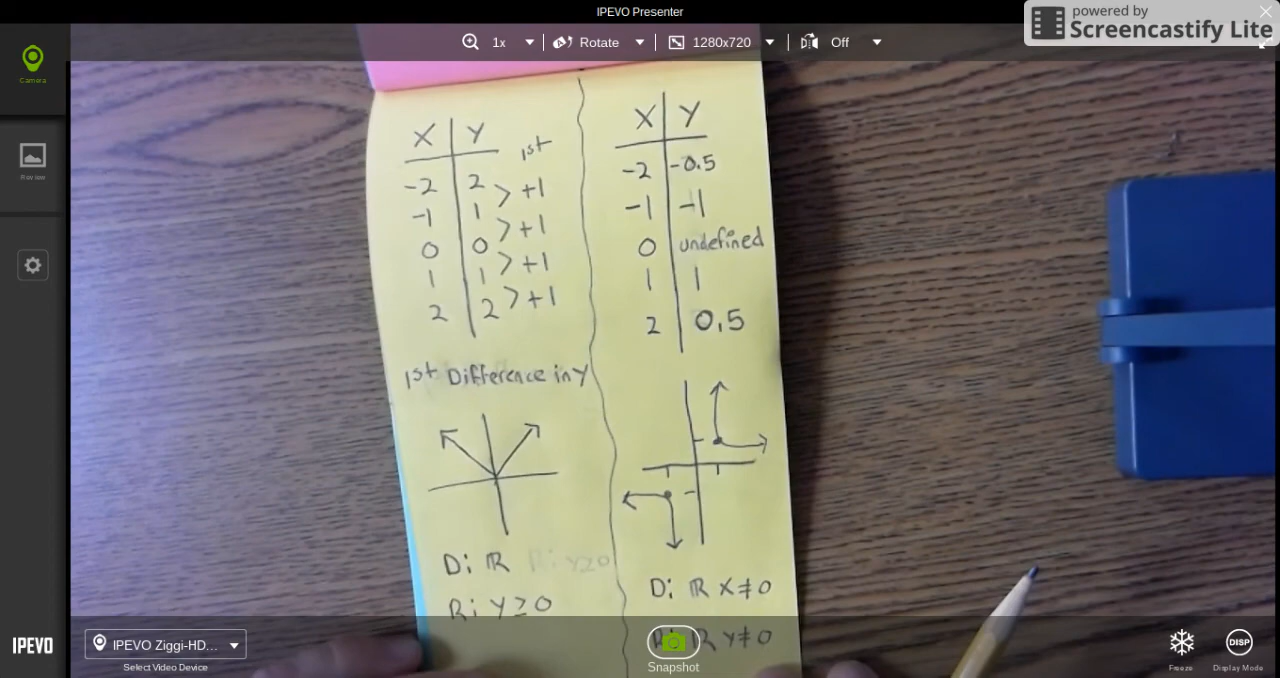 IPEVO Presenter
powered by
Screencastify Lite
1x
Rotate
1280x720
Off
Camera
Review
X Y
1st
-2 2 > +1
-1 1 > +1
0 0 > +1
1 1 > +1
2 2
1st Difference in Y
D: ℝ
R: Y≥0
R: Y≥0
X Y
-2 -0.5
-1 -1
0 undefined
1 1
2 0.5
D: ℝ X≠0
R: ℝ Y≠0
IPEVO
IPEVO Ziggi-HD...
Select Video Device
Snapshot
Freeze
DISP
Display Mode